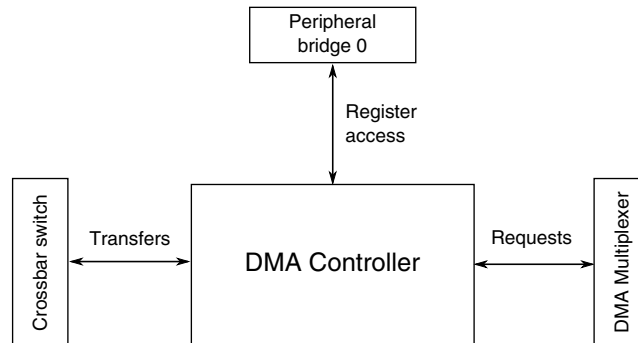 Peripheral
bridge 0
Register
access
Crossbar switch
Transfers
DMA Controller
Requests
DMA Multiplexer